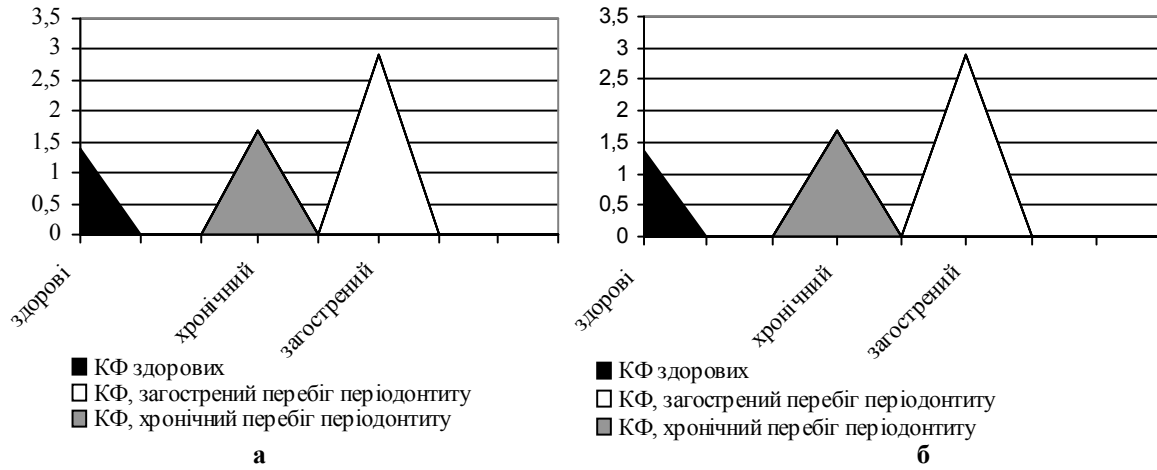 3,5
3
2,5
2
1,5
1
0,5
0
здорові
хронічний
загострений
КФ здорових
КФ, загострений перебіг періодонтиту
КФ, хронічний перебіг періодонтиту
а
3,5
3
2,5
2
1,5
1
0,5
0
здорові
хронічний
загострений
КФ здорових
КФ, загострений перебіг періодонтиту
КФ, хронічний перебіг періодонтиту
б